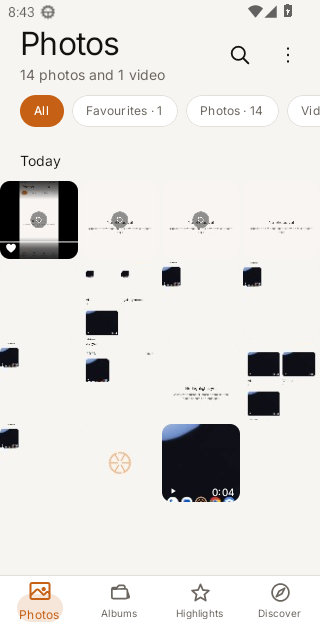 8:43
Photos
14 photos and 1 video
All
Favourites · 1
Photos · 14
Vid
Today
0:04
Photos
Albums
Highlights
Discover